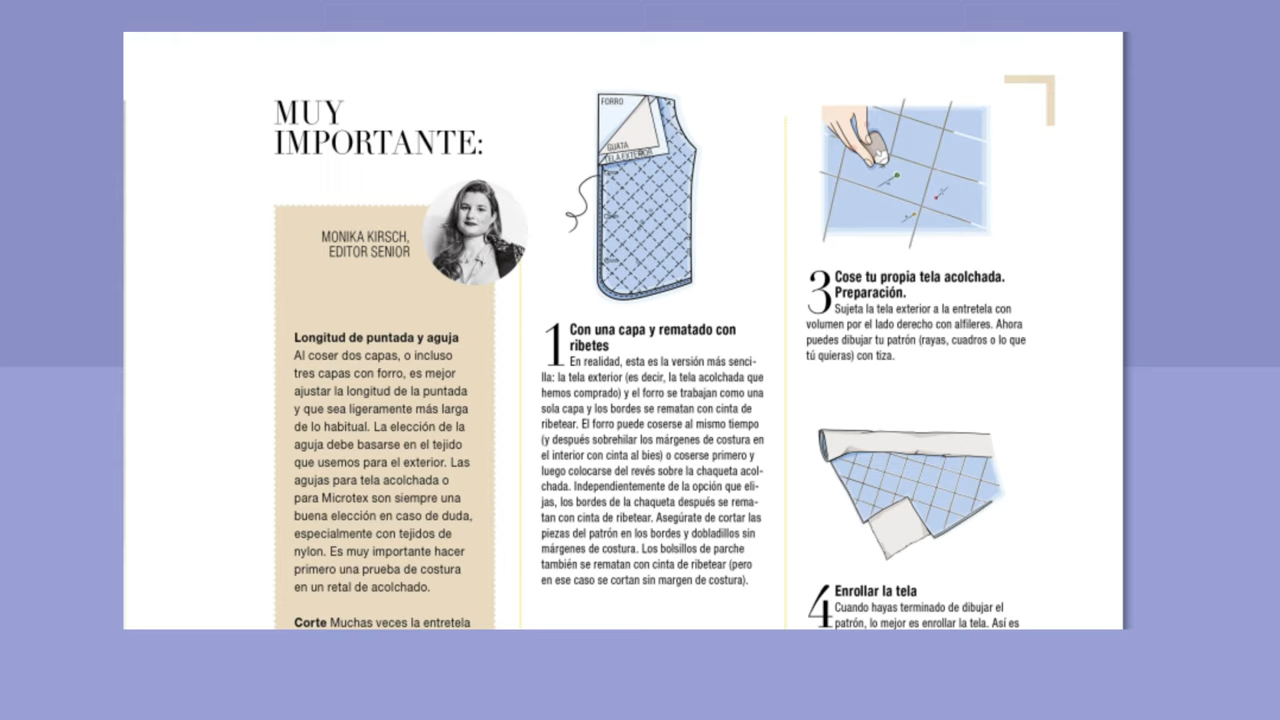 MUY
IMPORTANTE:
MONIKA KIRSCH,
EDITOR SENIOR
Longitud de puntada y aguja
Al coser dos capas, o incluso
tres capas con forro, es mejor
ajustar la longitud de la puntada
y que sea ligeramente más larga
de lo habitual. La elección de la
aguja debe basarse en el tejido
que usemos para el exterior. Las
agujas para tela acolchada o
para Microtex son siempre una
buena elección en caso de duda,
especialmente con tejidos de
nylon. Es muy importante hacer
primero una prueba de costura
en un retal de acolchado.
Corte Muchas veces la entretela
FORRO
GUATA
TELA EXTERIOR
1 Con una capa y rematado con
ribetes
En realidad, esta es la versión más senci-
lla: la tela exterior (es decir, la tela acolchada que
hemos comprado) y el forro se trabajan como una
sola capa y los bordes se rematan con cinta de
ribetear. El forro puede coserse al mismo tiempo
(y después sobrehilar los márgenes de costura en
el interior con cinta al bies) o coserse primero y
luego colocarse del revés sobre la chaqueta acol-
chada. Independientemente de la opción que eli-
jas, los bordes de la chaqueta después se rema-
tan con cinta de ribetear. Asegúrate de cortar las
piezas del patrón en los bordes y dobladillos sin
márgenes de costura. Los bolsillos de parche
también se rematan con cinta de ribetear (pero
en ese caso se cortan sin margen de costura).
3 Cose tu propia tela acolchada.
Preparación.
Sujeta la tela exterior a la entretela con
volumen por el lado derecho con alfileres. Ahora
puedes dibujar tu patrón (rayas, cuadros o lo que
tú quieras) con tiza.
4 Enrollar la tela
Cuando hayas terminado de dibujar el
patrón, lo mejor es enrollar la tela. Así es